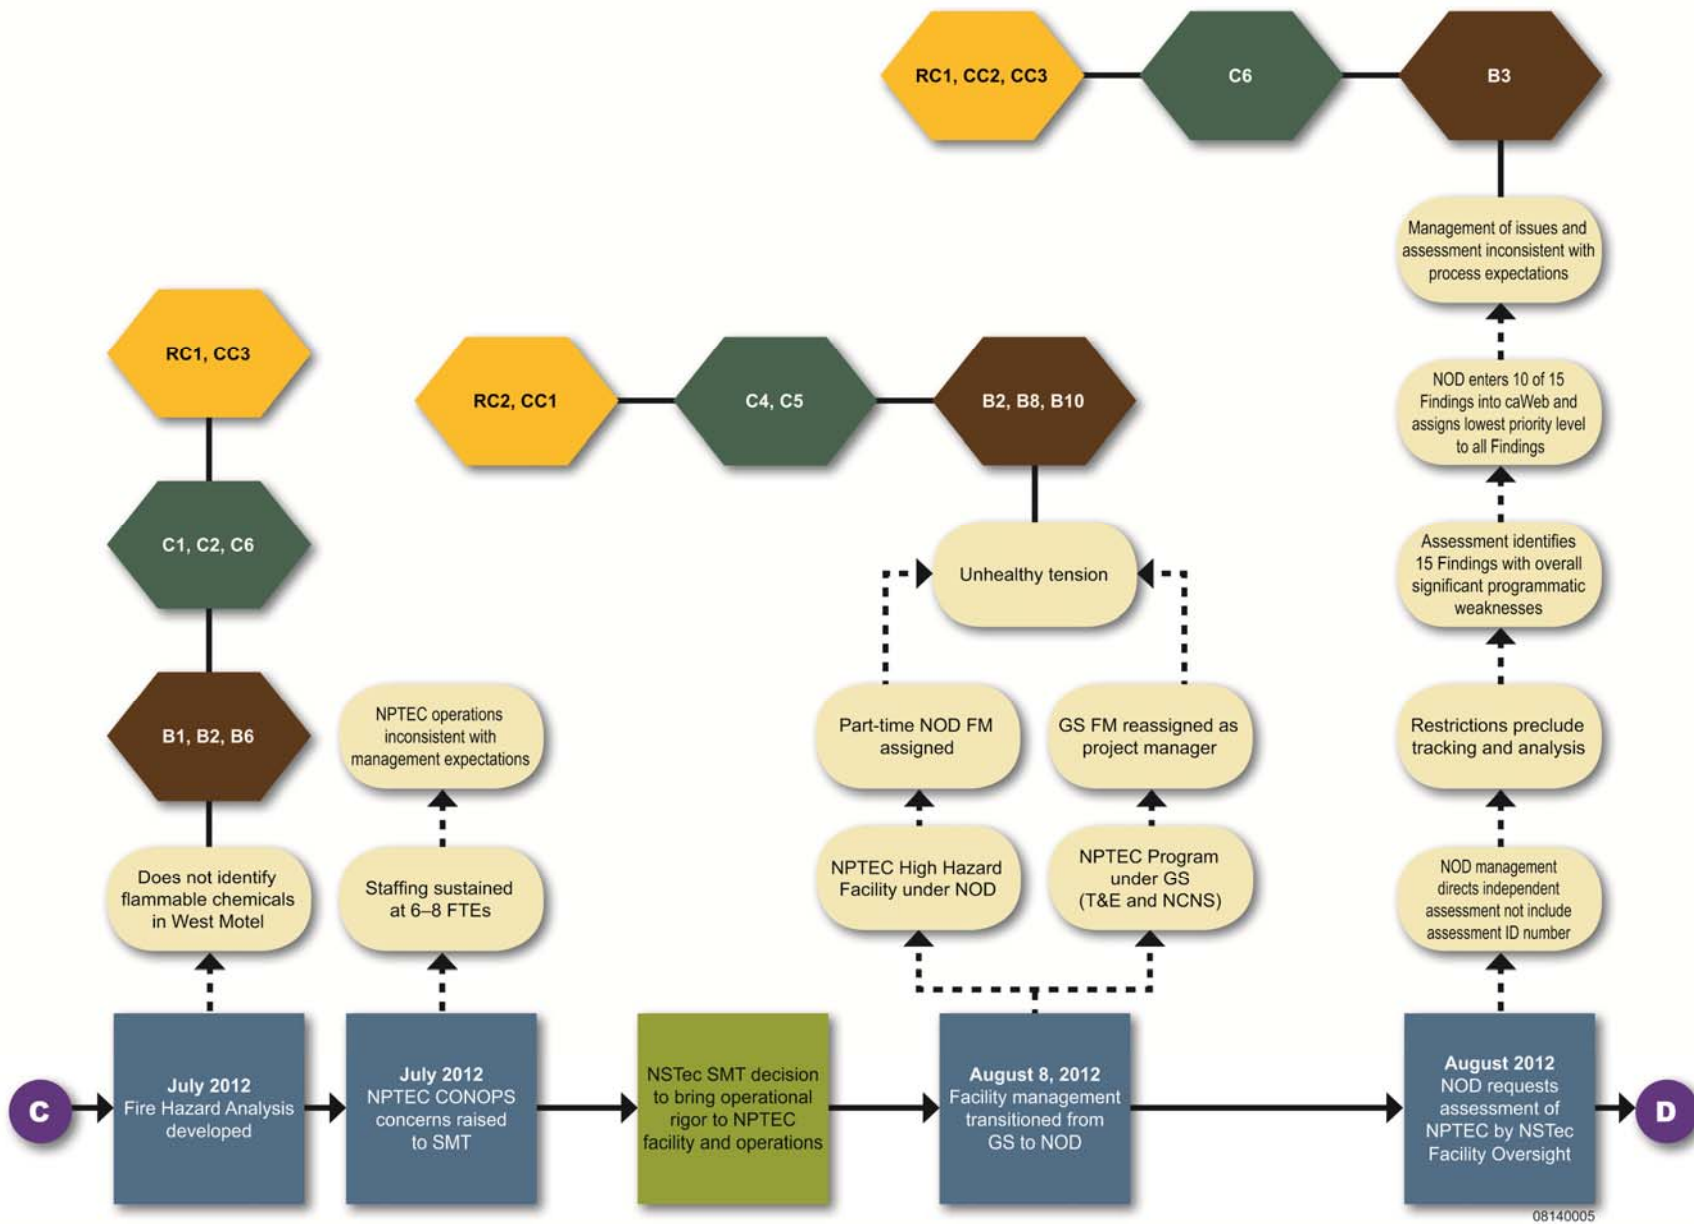 RC1, CC2, CC3
C6
B3
Management of issues and
assessment inconsistent with
process expectations
RC1, CC3
RC2, CC1
C4, C5
B2, B8, B10
NOD enters 10 of 15
Findings into caWeb and
assigns lowest priority level
to all Findings
C1, C2, C6
Unhealthy tension
Assessment identifies
15 Findings with overall
significant programmatic
weaknesses
B1, B2, B6
NPTEC operations
inconsistent with
management expectations
Part-time NOD FM
assigned
GS FM reassigned as
project manager
Restrictions preclude
tracking and analysis
Does not identify
flammable chemicals
in West Motel
Staffing sustained
at 6–8 FTEs
NPTEC High Hazard
Facility under NOD
NPTEC Program
under GS
(T&E and NCNS)
NOD management
directs independent
assessment not include
assessment ID number
C
July 2012
Fire Hazard Analysis
developed
July 2012
NPTEC CONOPS
concerns raised
to SMT
NSTec SMT decision
to bring operational
rigor to NPTEC
facility and operations
August 8, 2012
Facility management
transitioned from
GS to NOD
August 2012
NOD requests
assessment of
NPTEC by NSTec
Facility Oversight
D
08140005